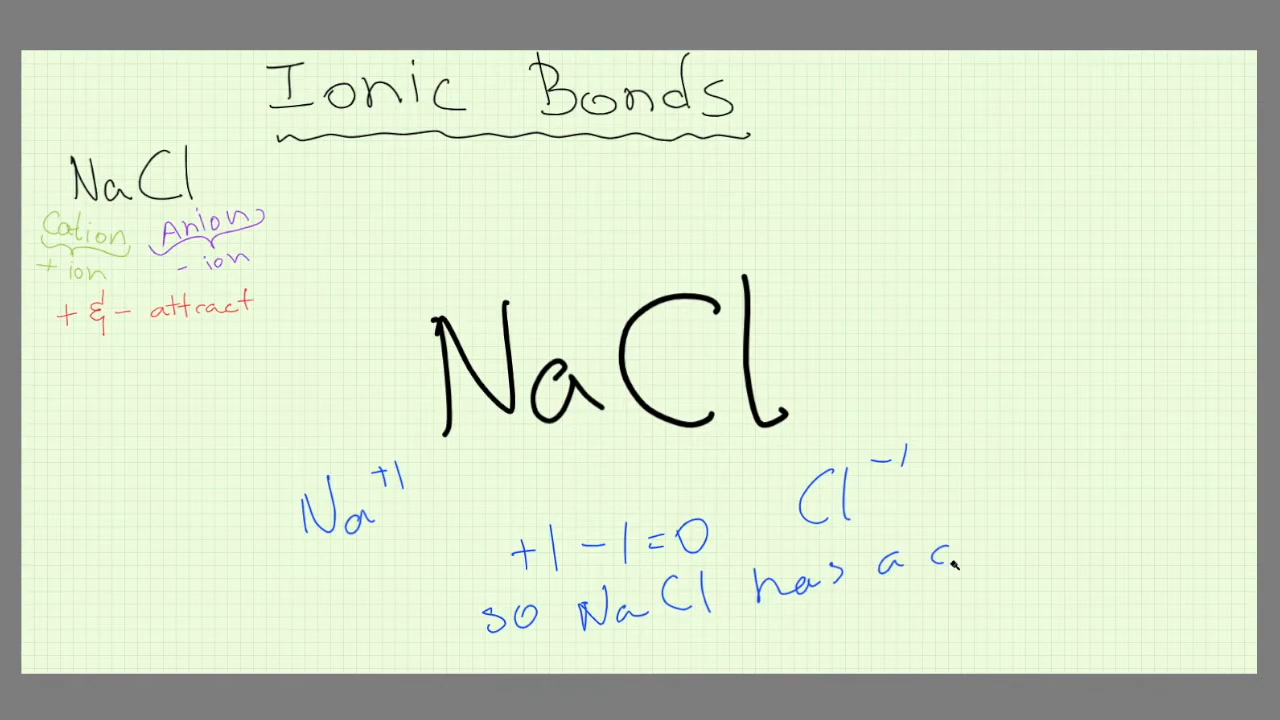 Ionic Bonds
NaCl
Cation Anion
+ ion - ion
+ & - attract
NaCl
Na+1 Cl-1
+1 - 1 = 0
so NaCl has a c